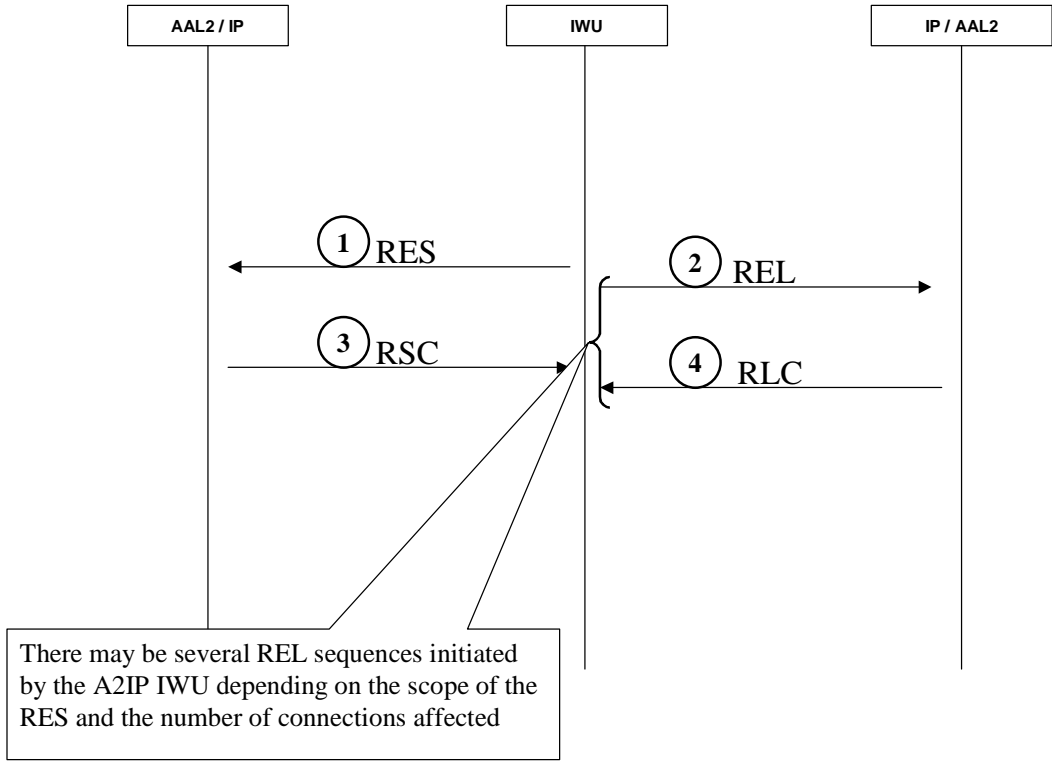 AAL2 / IP
IWU
IP / AAL2
1 RES
2 REL
3 RSC
4 RLC
There may be several REL sequences initiated
by the A2IP IWU depending on the scope of the
RES and the number of connections affected